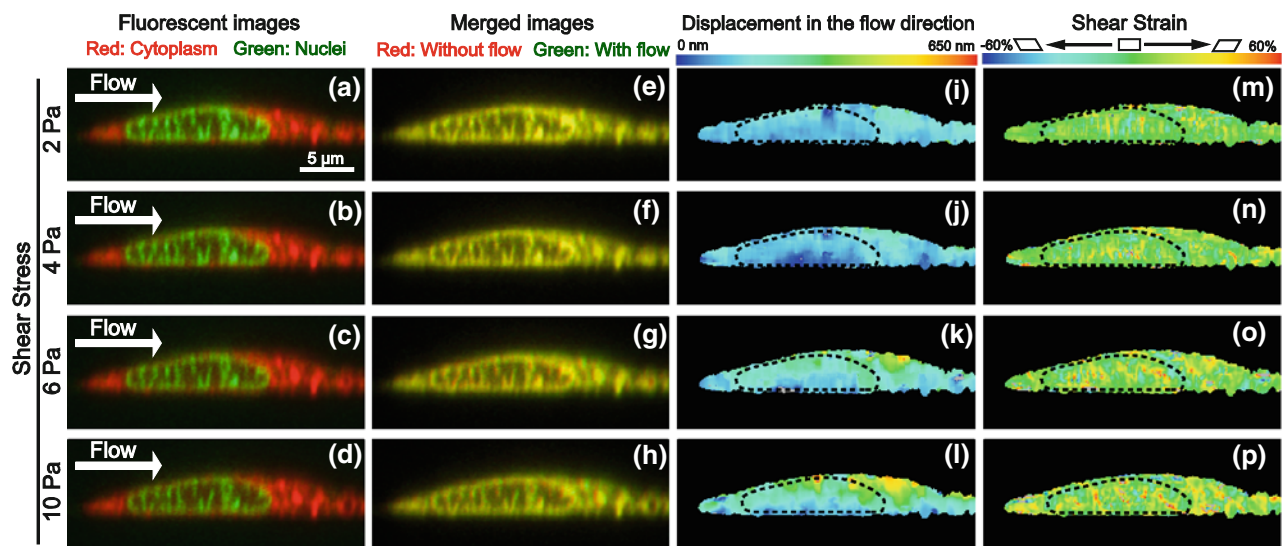 Fluorescent images
Merged images
Displacement in the flow direction
Shear Strain
Red: Cytoplasm Green: Nuclei
Red: Without flow Green: With flow
0 nm
650 nm
-60%
60%
Shear Stress
2 Pa
Flow
(a)
5 µm
(e)
(i)
(m)
4 Pa
Flow
(b)
(f)
(j)
(n)
6 Pa
Flow
(c)
(g)
(k)
(o)
10 Pa
Flow
(d)
(h)
(l)
(p)